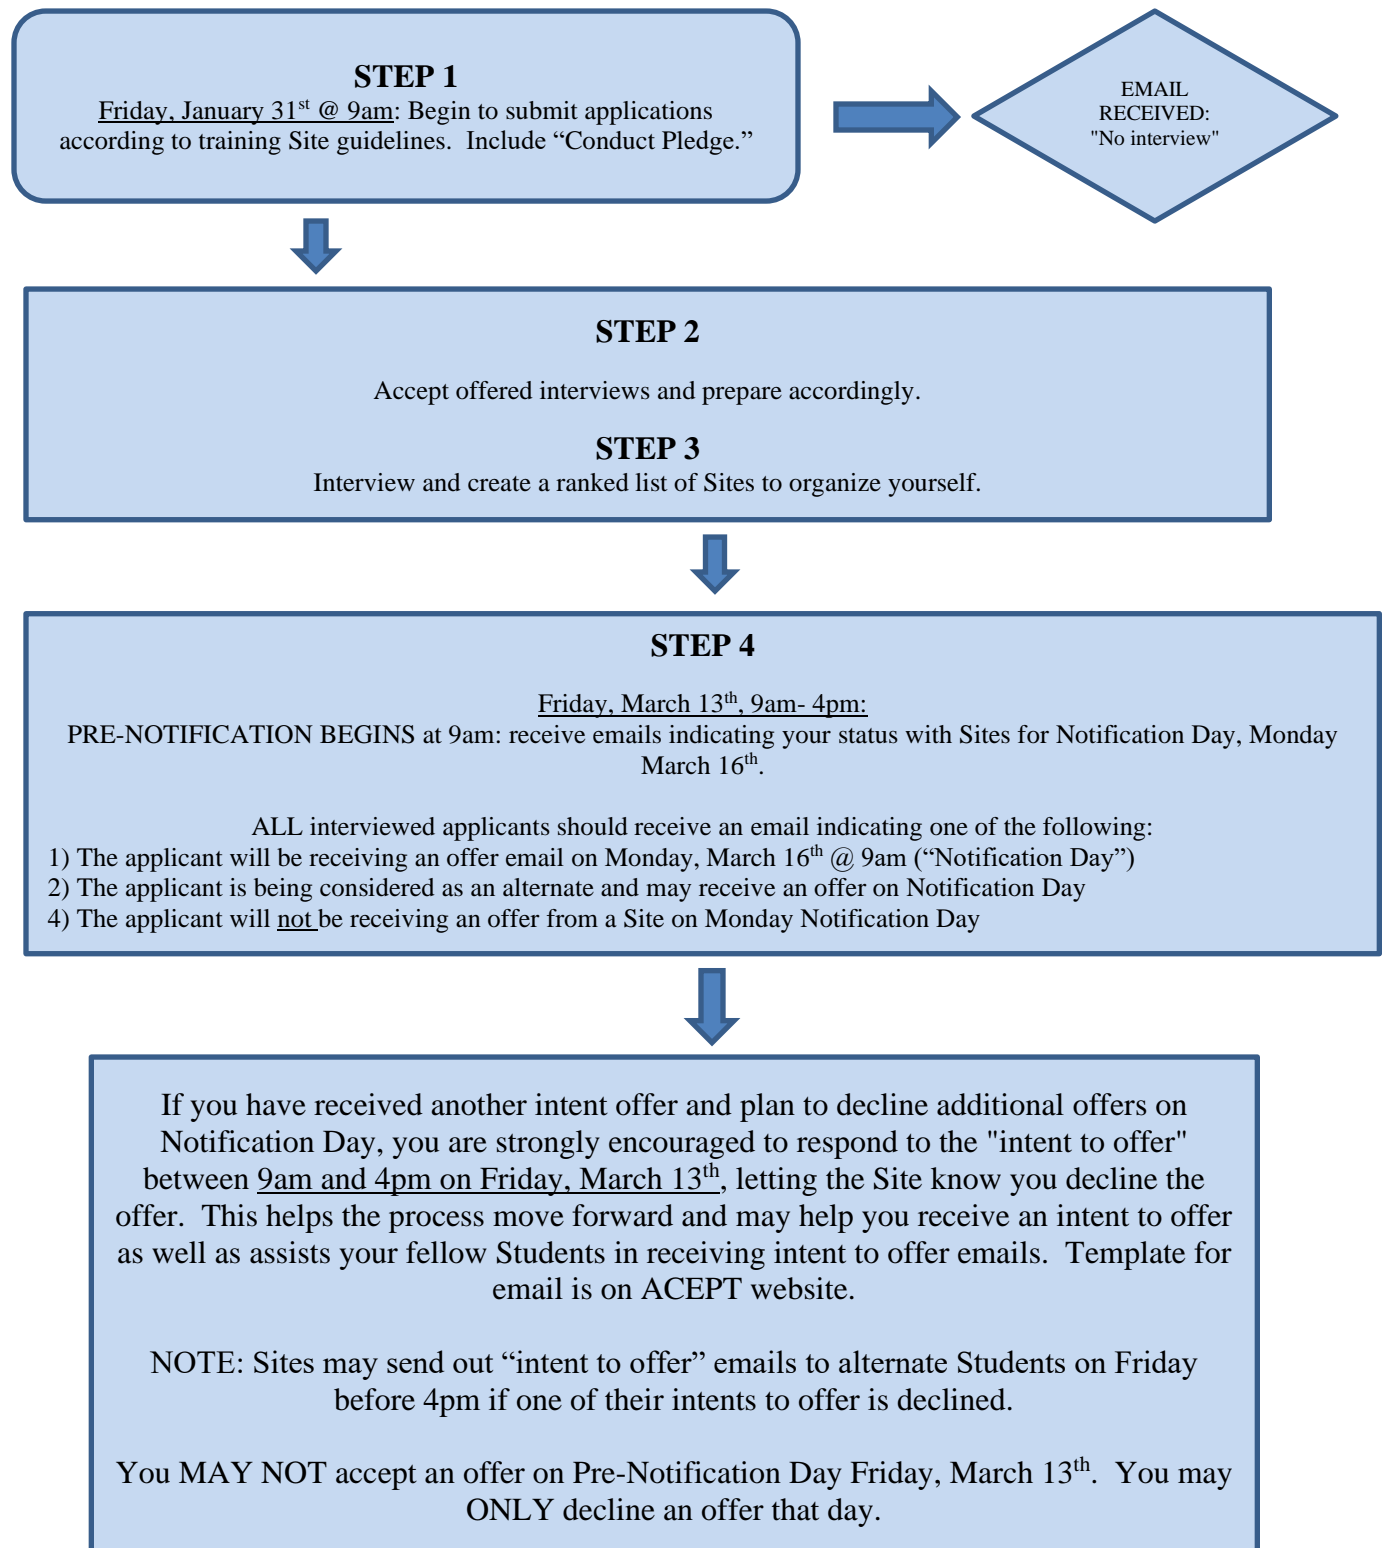 STEP 1
Friday, January 31st @ 9am: Begin to submit applications
according to training Site guidelines.  Include “Conduct Pledge.”
EMAIL
RECEIVED:
"No interview"
STEP 2
Accept offered interviews and prepare accordingly.
STEP 3
Interview and create a ranked list of Sites to organize yourself.
STEP 4
Friday, March 13th, 9am- 4pm:
PRE-NOTIFICATION BEGINS at 9am: receive emails indicating your status with Sites for Notification Day, Monday
March 16th.
ALL interviewed applicants should receive an email indicating one of the following:
1) The applicant will be receiving an offer email on Monday, March 16th @ 9am (“Notification Day”)
2) The applicant is being considered as an alternate and may receive an offer on Notification Day
4) The applicant will not be receiving an offer from a Site on Monday Notification Day
If you have received another intent offer and plan to decline additional offers on
Notification Day, you are strongly encouraged to respond to the "intent to offer"
between 9am and 4pm on Friday, March 13th, letting the Site know you decline the
offer.  This helps the process move forward and may help you receive an intent to offer
as well as assists your fellow Students in receiving intent to offer emails.  Template for
email is on ACEPT website.
NOTE: Sites may send out “intent to offer” emails to alternate Students on Friday
before 4pm if one of their intents to offer is declined.
You MAY NOT accept an offer on Pre-Notification Day Friday, March 13th.  You may
ONLY decline an offer that day.